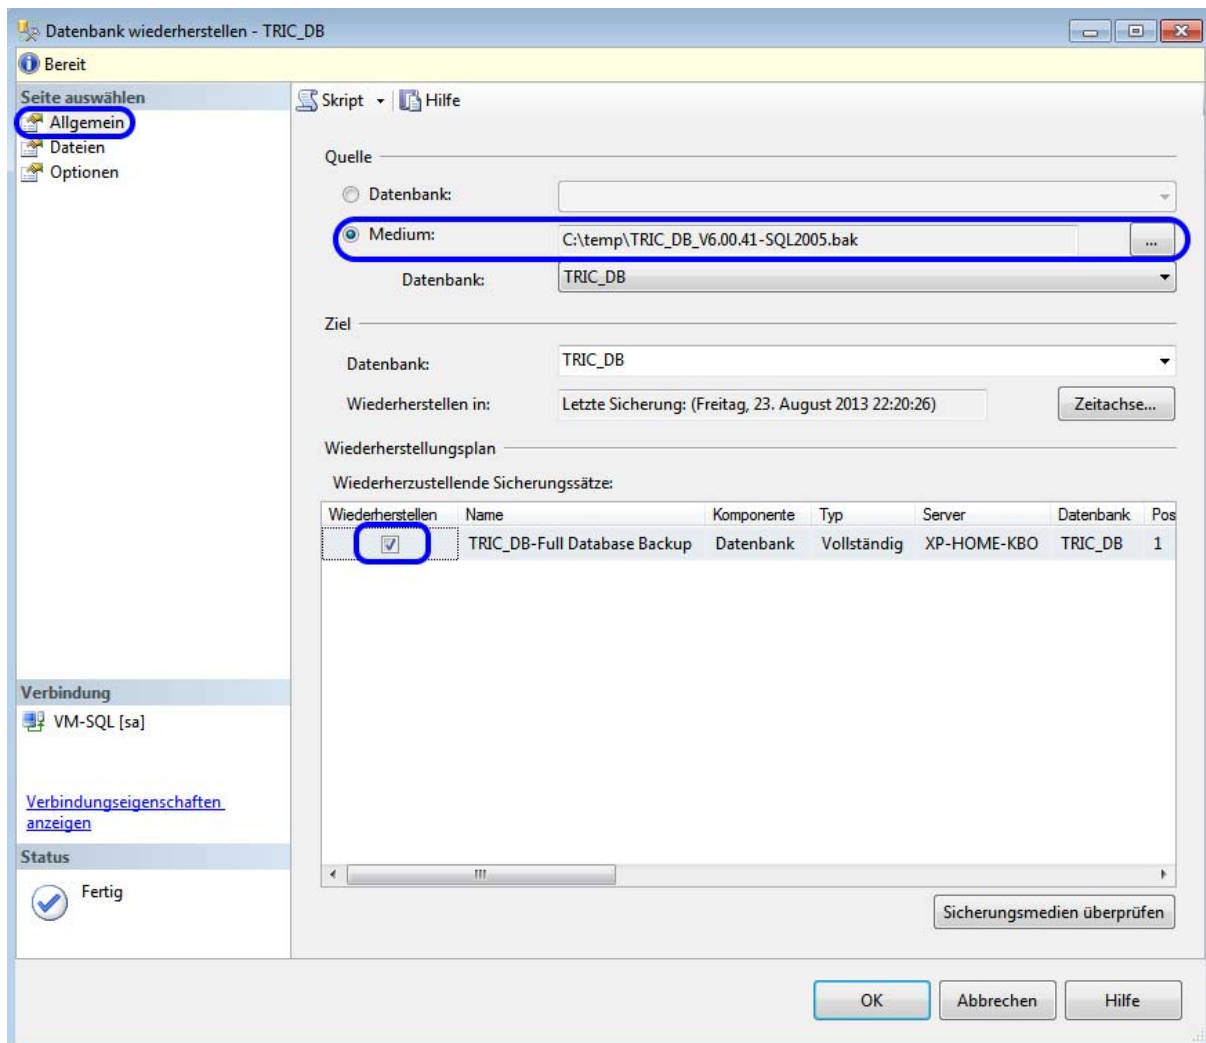 Datenbank wiederherstellen - TRIC_DB
Bereit
Seite auswählen
Allgemein
Dateien
Optionen
Skript
Hilfe
Quelle
Datenbank:
Medium:
C:\temp\TRIC_DB_V6.00.41-SQL2005.bak
...
Datenbank:
TRIC_DB
Ziel
Datenbank:
TRIC_DB
Wiederherstellen in:
Letzte Sicherung: (Freitag, 23. August 2013 22:20:26)
Zeitachse...
Wiederherstellungsplan
Wiederherzustellende Sicherungssätze:
Wiederherstellen Name Komponente Typ Server Datenbank Pos
TRIC_DB-Full Database Backup Datenbank Vollständig XP-HOME-KBO TRIC_DB 1
Verbindung
VM-SQL [sa]
Verbindungseigenschaften
anzeigen
Status
Fertig
Sicherungsmedien überprüfen
OK
Abbrechen
Hilfe